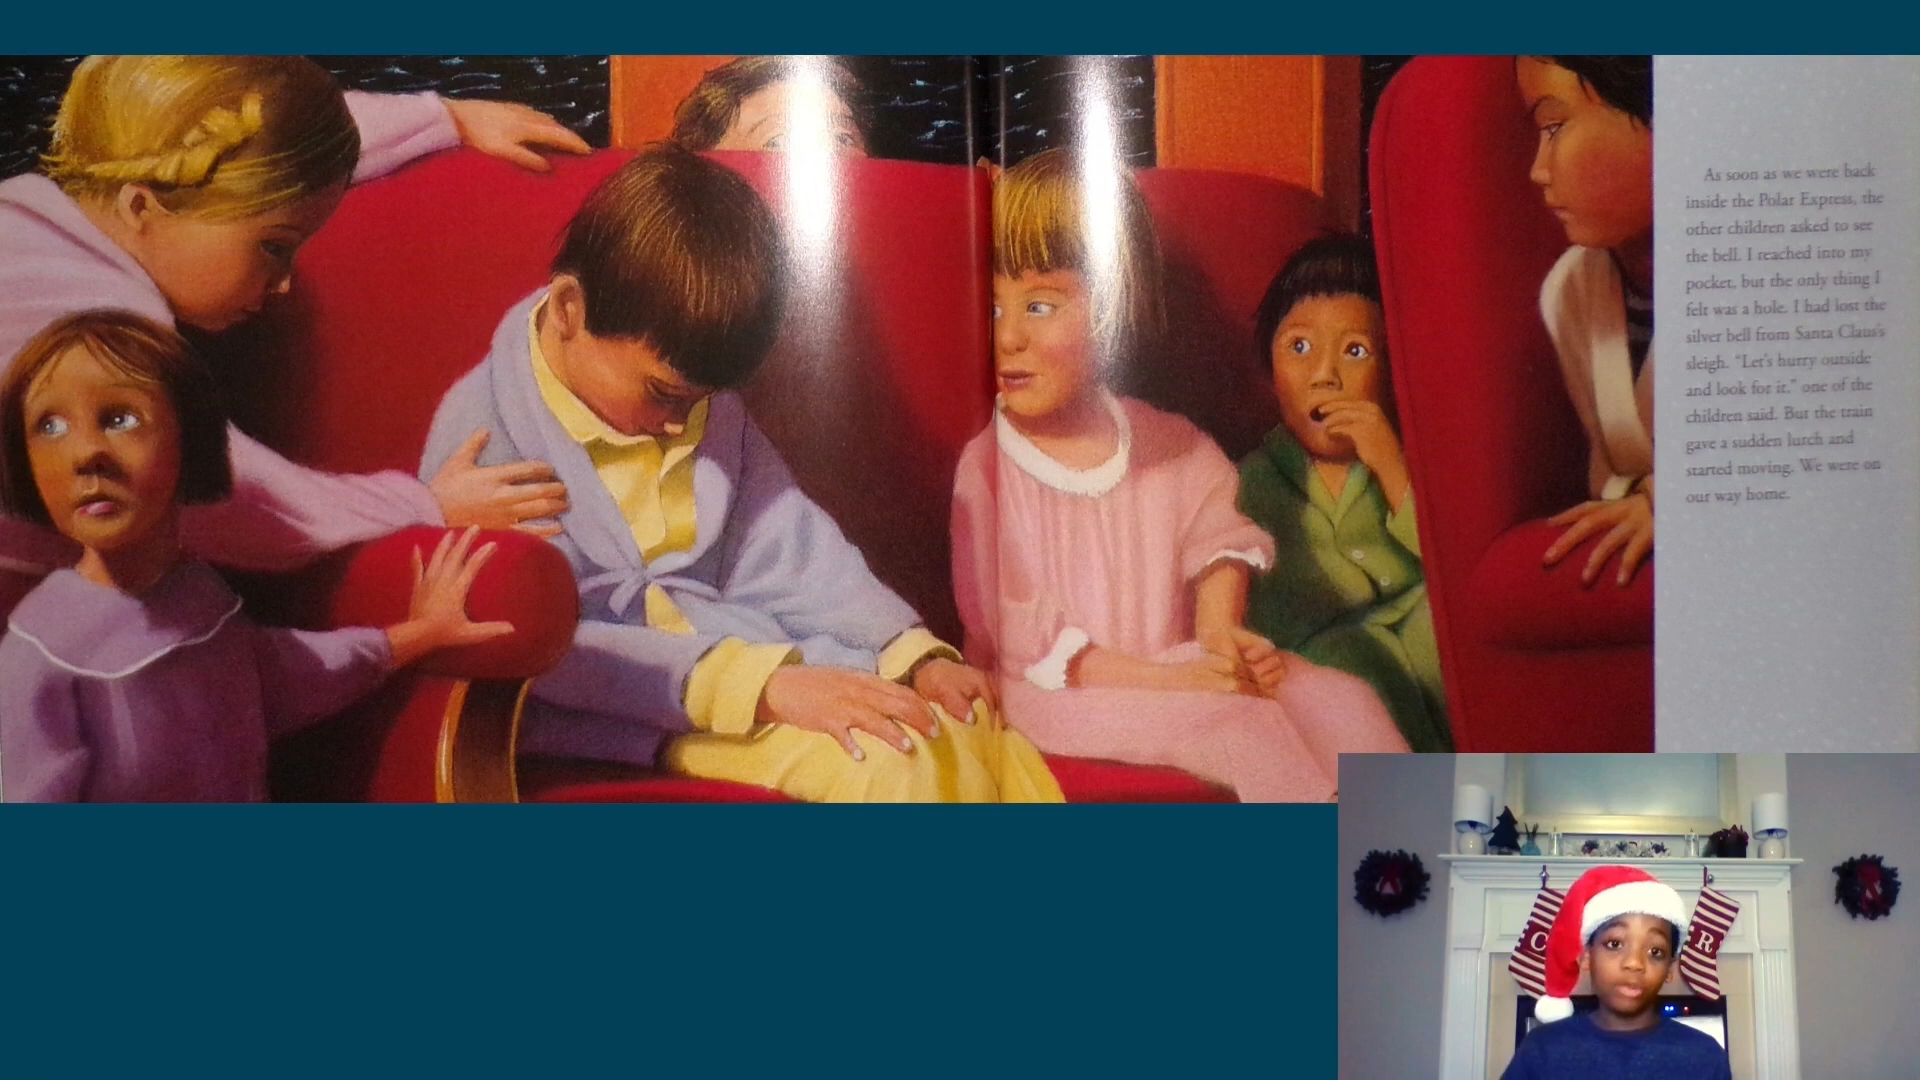 As soon as we were back
inside the Polar Express, the
other children asked to see
the bell. I reached into my
pocket, but the only thing I
felt was a hole. I had lost the
silver bell from Santa Claus's
sleigh. "Let's hurry outside
and look for it," one of the
children said. But the train
gave a sudden lurch and
started moving. We were on
our way home.
C
R